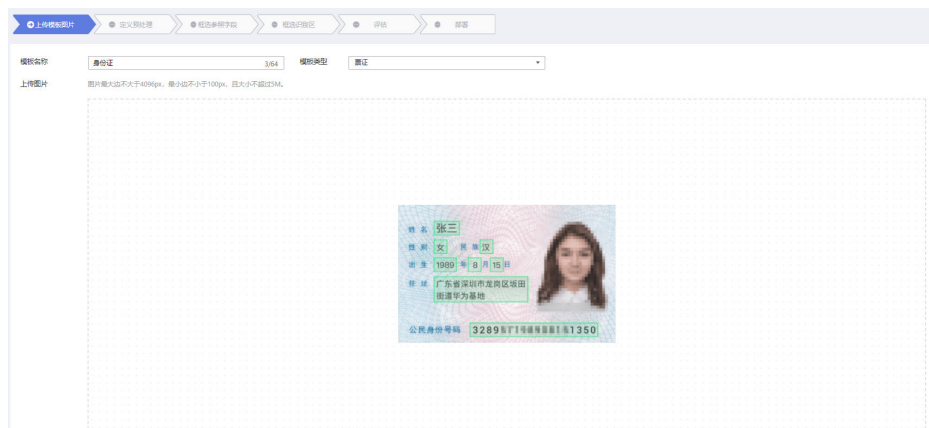 上传模板图片 定义预处理 框选参照字段 框选识别区 评估 部署
模板名称 身份证 3/64 模板类型 票证
上传图片 图片最大边不大于4096px，最小边不小于100px，且大小不超过5M。
姓名 张三
性别 女 民族 汉
出生 1989 年 8 月 15 日
住址 广东省深圳市龙岗区坂田
街道华为基地
公民身份号码 3289 1350